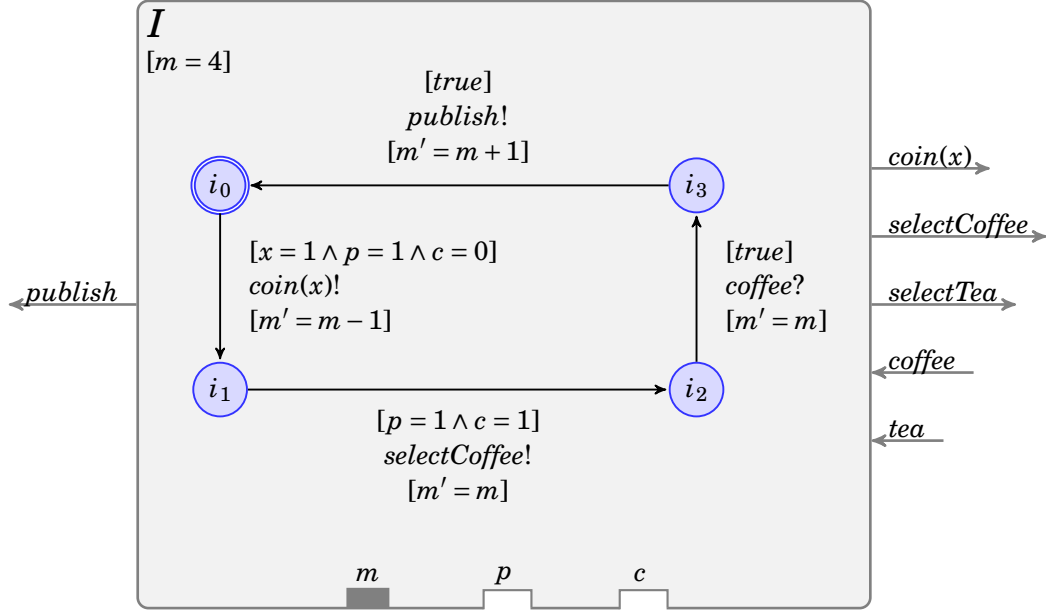 I
[m = 4]
[true]
publish!
[m′ = m + 1]
i₀
i₃
[x = 1 ∧ p = 1 ∧ c = 0]
coin(x)!
[m′ = m − 1]
[true]
coffee?
[m′ = m]
i₁
i₂
[p = 1 ∧ c = 1]
selectCoffee!
[m′ = m]
publish
coin(x)
selectCoffee
selectTea
coffee
tea
m
p
c